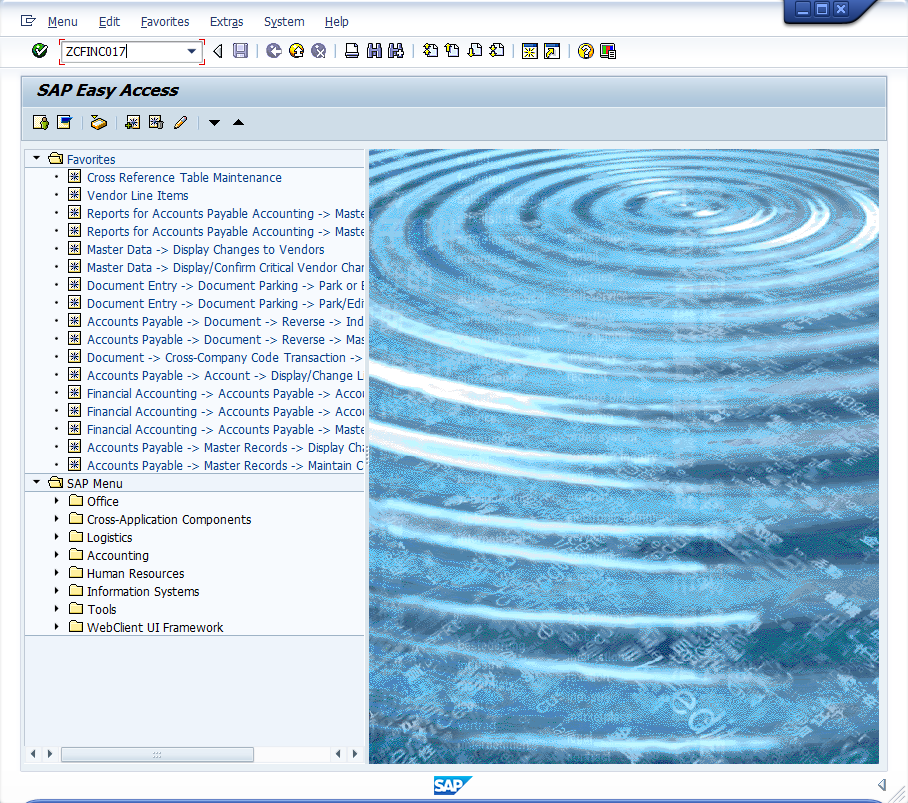 Menu Edit Favorites Extras System Help
ZCFINC017
SAP Easy Access
Favorites
Cross Reference Table Maintenance
Vendor Line Items
Reports for Accounts Payable Accounting -> Maste
Reports for Accounts Payable Accounting -> Maste
Master Data -> Display Changes to Vendors
Master Data -> Display/Confirm Critical Vendor Char
Document Entry -> Document Parking -> Park or E
Document Entry -> Document Parking -> Park/Edi
Accounts Payable -> Document -> Reverse -> Ind
Accounts Payable -> Document -> Reverse -> Mas
Document -> Cross-Company Code Transaction ->
Accounts Payable -> Account -> Display/Change L
Financial Accounting -> Accounts Payable -> Acco
Financial Accounting -> Accounts Payable -> Acco
Financial Accounting -> Accounts Payable -> Maste
Accounts Payable -> Master Records -> Display Cha
Accounts Payable -> Master Records -> Maintain C
SAP Menu
Office
Cross-Application Components
Logistics
Accounting
Human Resources
Information Systems
Tools
WebClient UI Framework
SAP